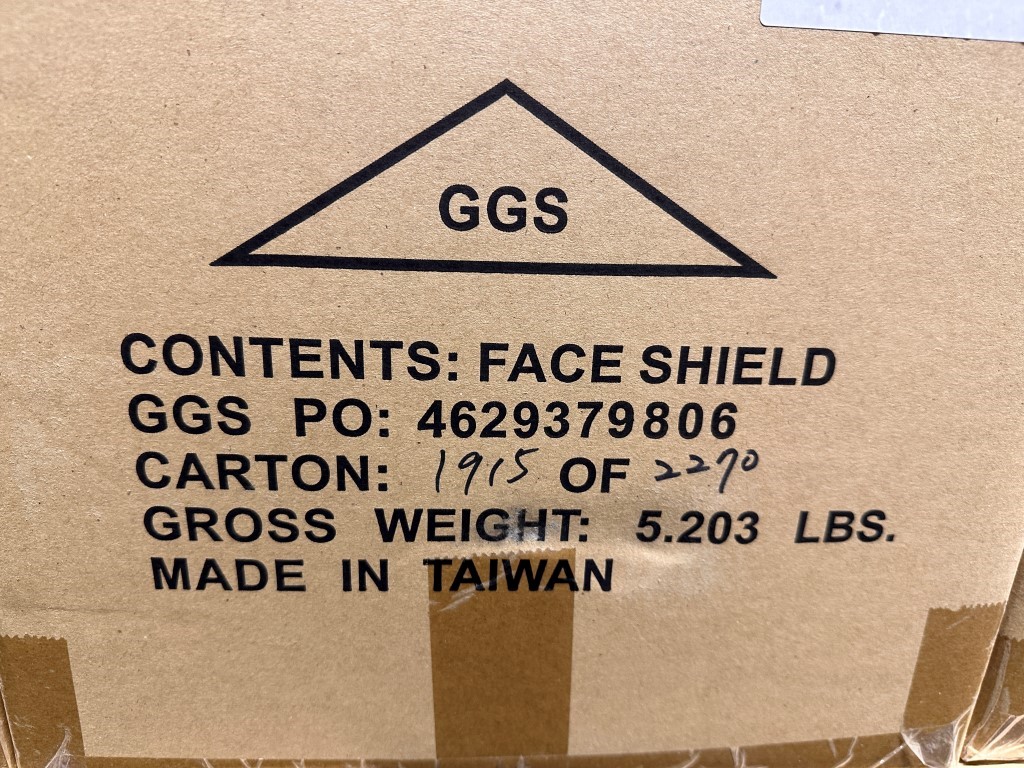 GGS
CONTENTS: FACE SHIELD
GGS PO: 4629379806
CARTON: 1915 OF 2270
GROSS WEIGHT: 5.203 LBS.
MADE IN TAIWAN